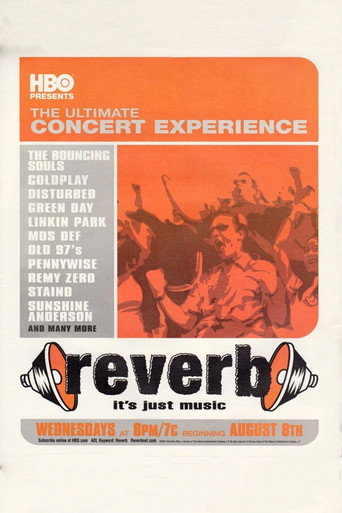 HBO
PRESENTS
THE ULTIMATE
CONCERT EXPERIENCE
THE BOUNCING
SOULS
COLDPLAY
DISTURBED
GREEN DAY
LINKIN PARK
MOS DEF
OLD 97's
PENNYWISE
REMY ZERO
STAIND
SUNSHINE
ANDERSON
AND MANY MORE
reverb
it's just music
WEDNESDAYS AT 8PM/7C BEGINNING AUGUST 8TH
Subscribe online at HBO.com AOL Keyword: Reverb Reverbnet.com